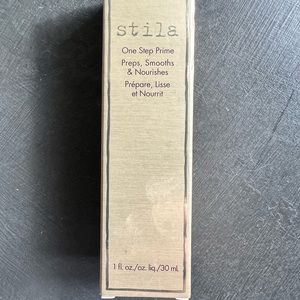 stila
One Step Prime
Preps, Smooths
& Nourishes
Prépare, Lisse
et Nourrit
1 fl. oz./oz. liq./30 mL